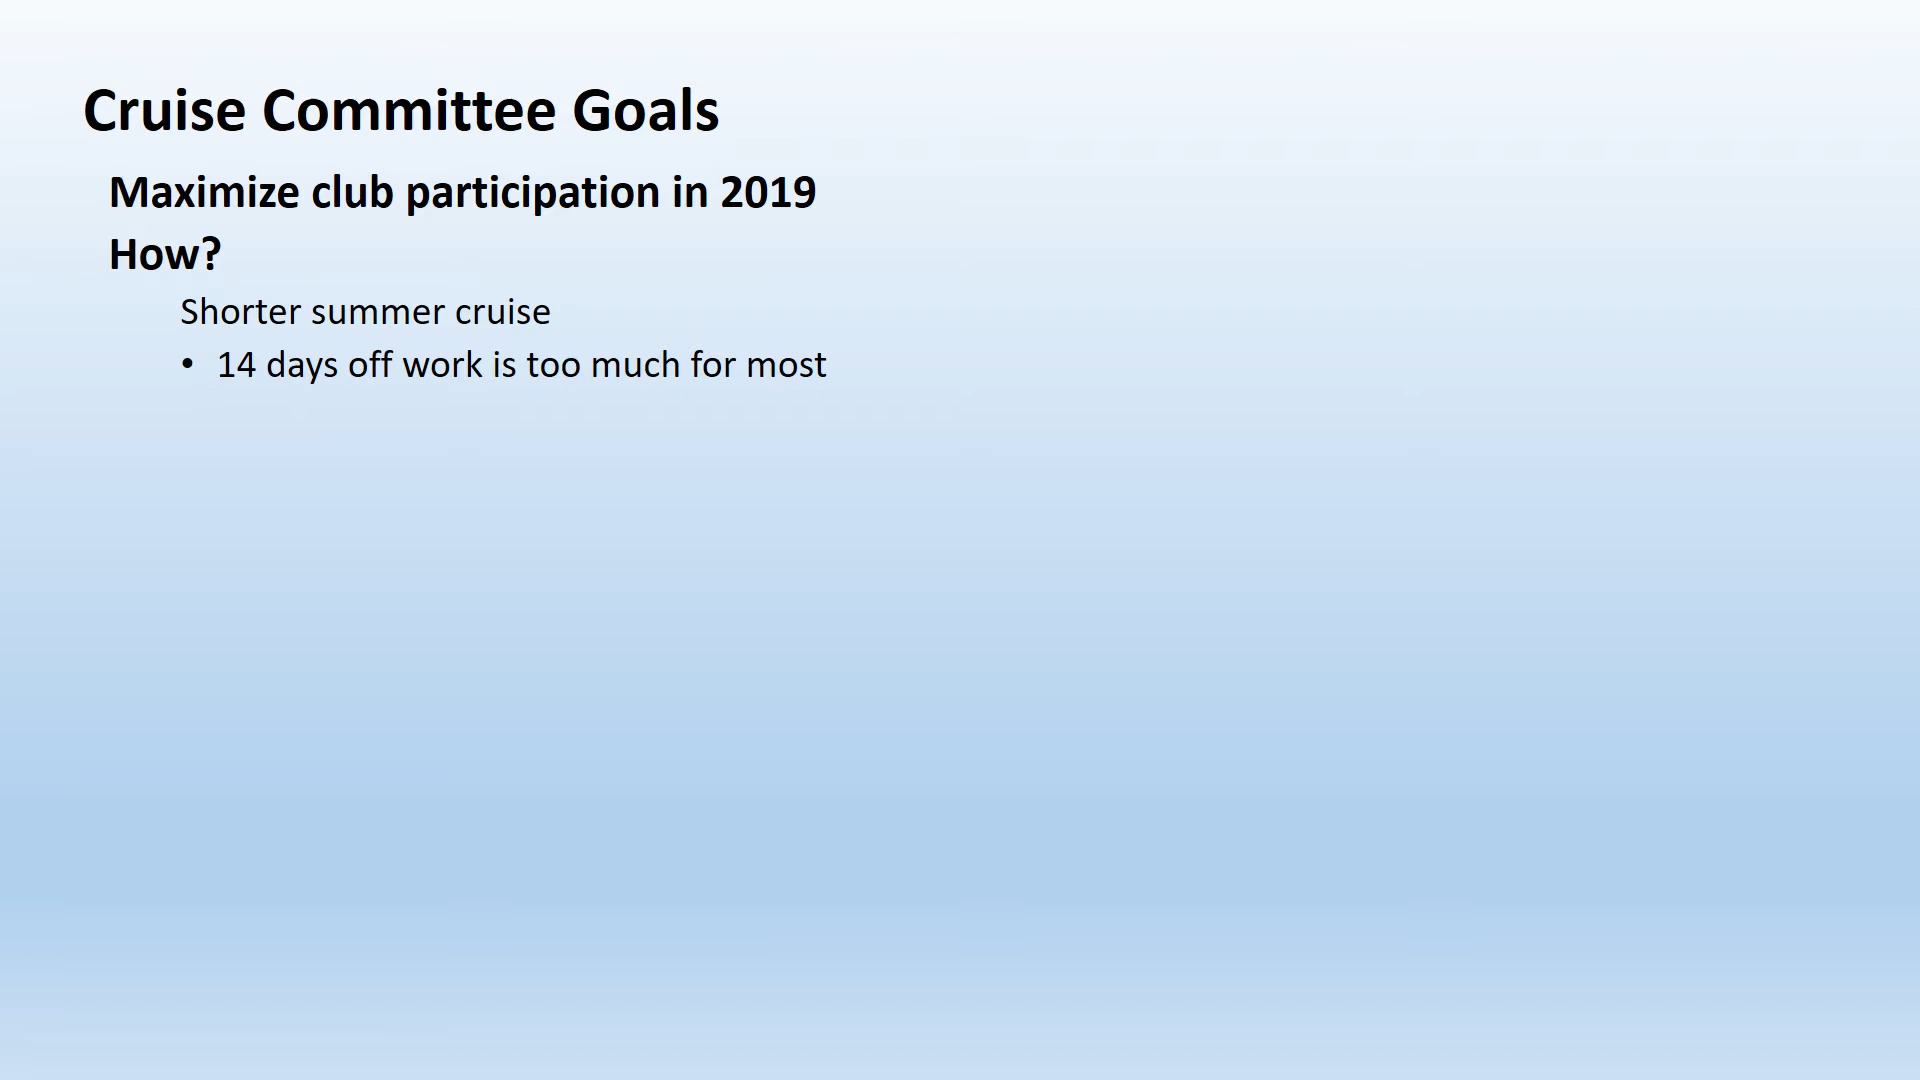 Cruise Committee Goals
Maximize club participation in 2019
How?
Shorter summer cruise
• 14 days off work is too much for most